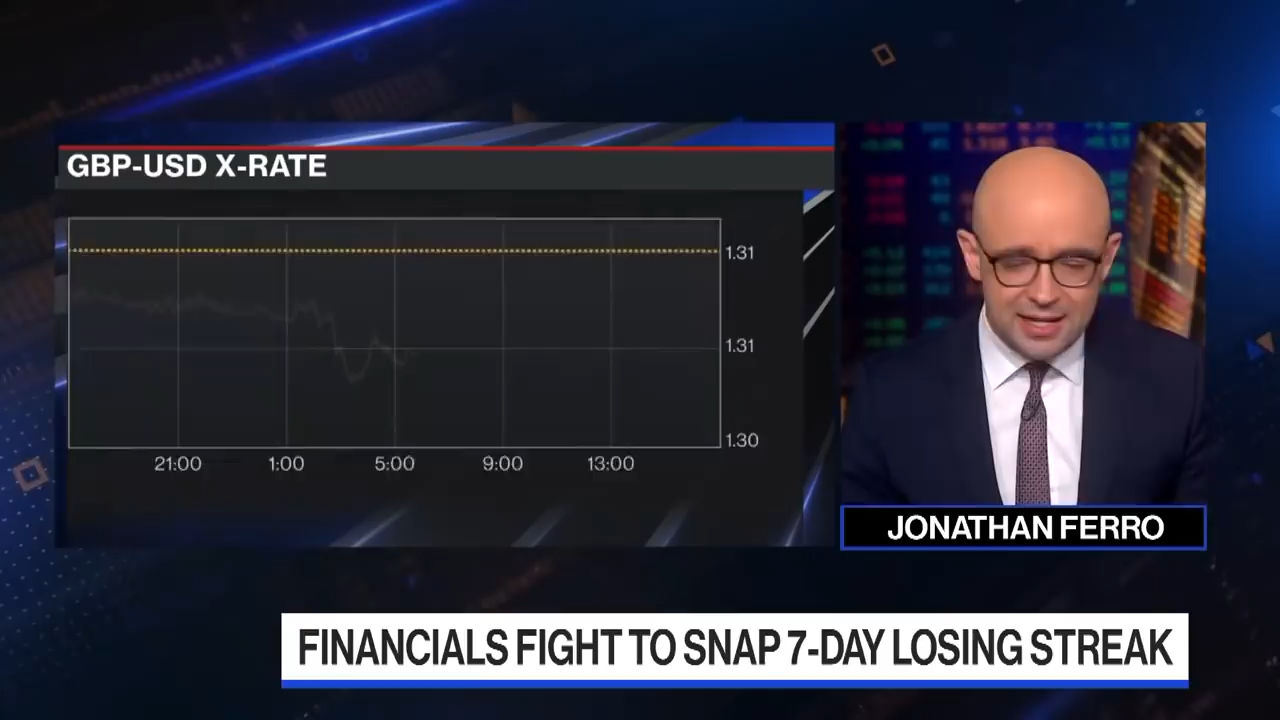 GBP-USD X-RATE
1.31
1.31
1.30
21:00 1:00 5:00 9:00 13:00
JONATHAN FERRO
FINANCIALS FIGHT TO SNAP 7-DAY LOSING STREAK